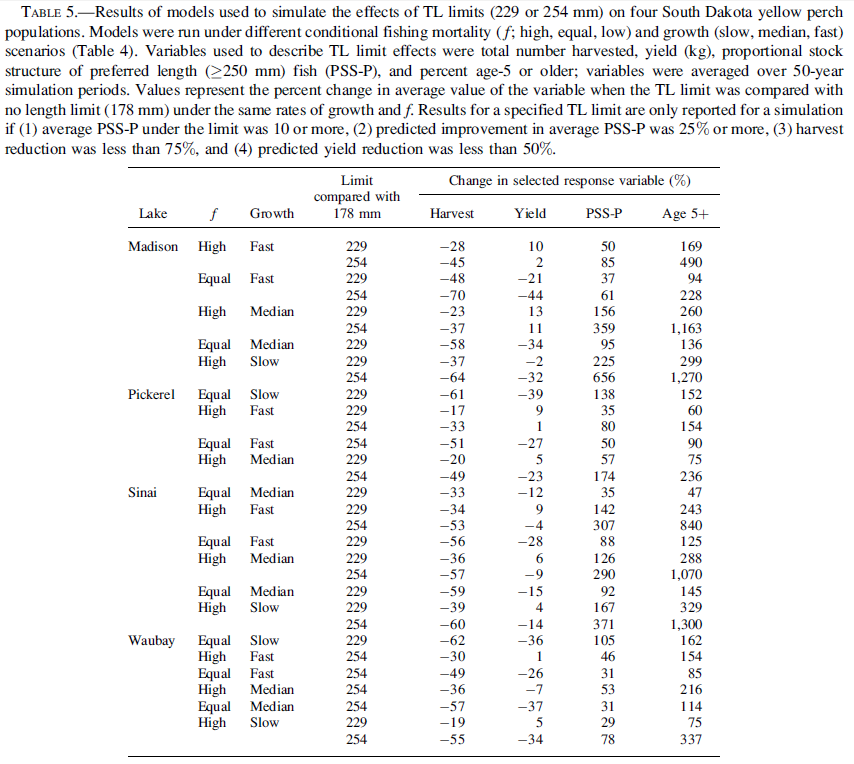 TABLE 5.—Results of models used to simulate the effects of TL limits (229 or 254 mm) on four South Dakota yellow perch
populations. Models were run under different conditional fishing mortality (f; high, equal, low) and growth (slow, median, fast)
scenarios (Table 4). Variables used to describe TL limit effects were total number harvested, yield (kg), proportional stock
structure of preferred length (≥250 mm) fish (PSS-P), and percent age-5 or older; variables were averaged over 50-year
simulation periods. Values represent the percent change in average value of the variable when the TL limit was compared with
no length limit (178 mm) under the same rates of growth and f. Results for a specified TL limit are only reported for a simulation
if (1) average PSS-P under the limit was 10 or more, (2) predicted improvement in average PSS-P was 25% or more, (3) harvest
reduction was less than 75%, and (4) predicted yield reduction was less than 50%.
Limit Change in selected response variable (%)
compared with
Lake f Growth 178 mm Harvest Yield PSS-P Age 5+
Madison High Fast 229 −28 10 50 169
254 −45 2 85 490
Equal Fast 229 −48 −21 37 94
254 −70 −44 61 228
High Median 229 −23 13 156 260
254 −37 11 359 1,163
Equal Median 229 −58 −34 95 136
High Slow 229 −37 −2 225 299
254 −64 −32 656 1,270
Pickerel Equal Slow 229 −61 −39 138 152
High Fast 229 −17 9 35 60
254 −33 1 80 154
Equal Fast 254 −51 −27 50 90
High Median 229 −20 5 57 75
254 −49 −23 174 236
Sinai Equal Median 229 −33 −12 35 47
High Fast 229 −34 9 142 243
254 −53 −4 307 840
Equal Fast 229 −56 −28 88 125
High Median 229 −36 6 126 288
254 −57 −9 290 1,070
Equal Median 229 −59 −15 92 145
High Slow 229 −39 4 167 329
254 −60 −14 371 1,300
Waubay Equal Slow 229 −62 −36 105 162
High Fast 254 −30 1 46 154
Equal Fast 254 −49 −26 31 85
High Median 254 −36 −7 53 216
Equal Median 254 −57 −37 31 114
High Slow 229 −19 5 29 75
254 −55 −34 78 337